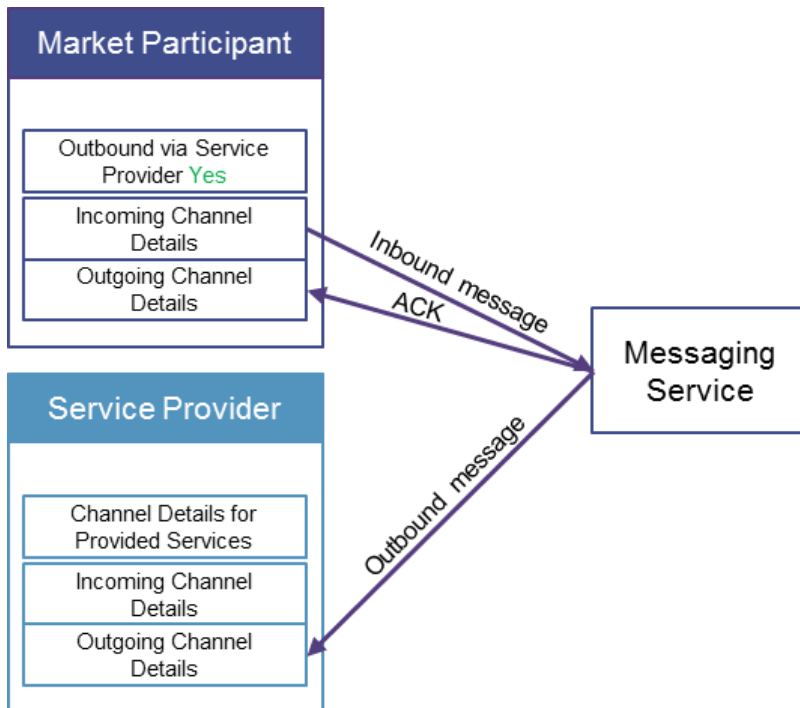 Market Participant
Outbound via Service
Provider Yes
Incoming Channel
Details
Outgoing Channel
Details
Inbound message
ACK
Messaging
Service
Service Provider
Outbound message
Channel Details for
Provided Services
Incoming Channel
Details
Outgoing Channel
Details